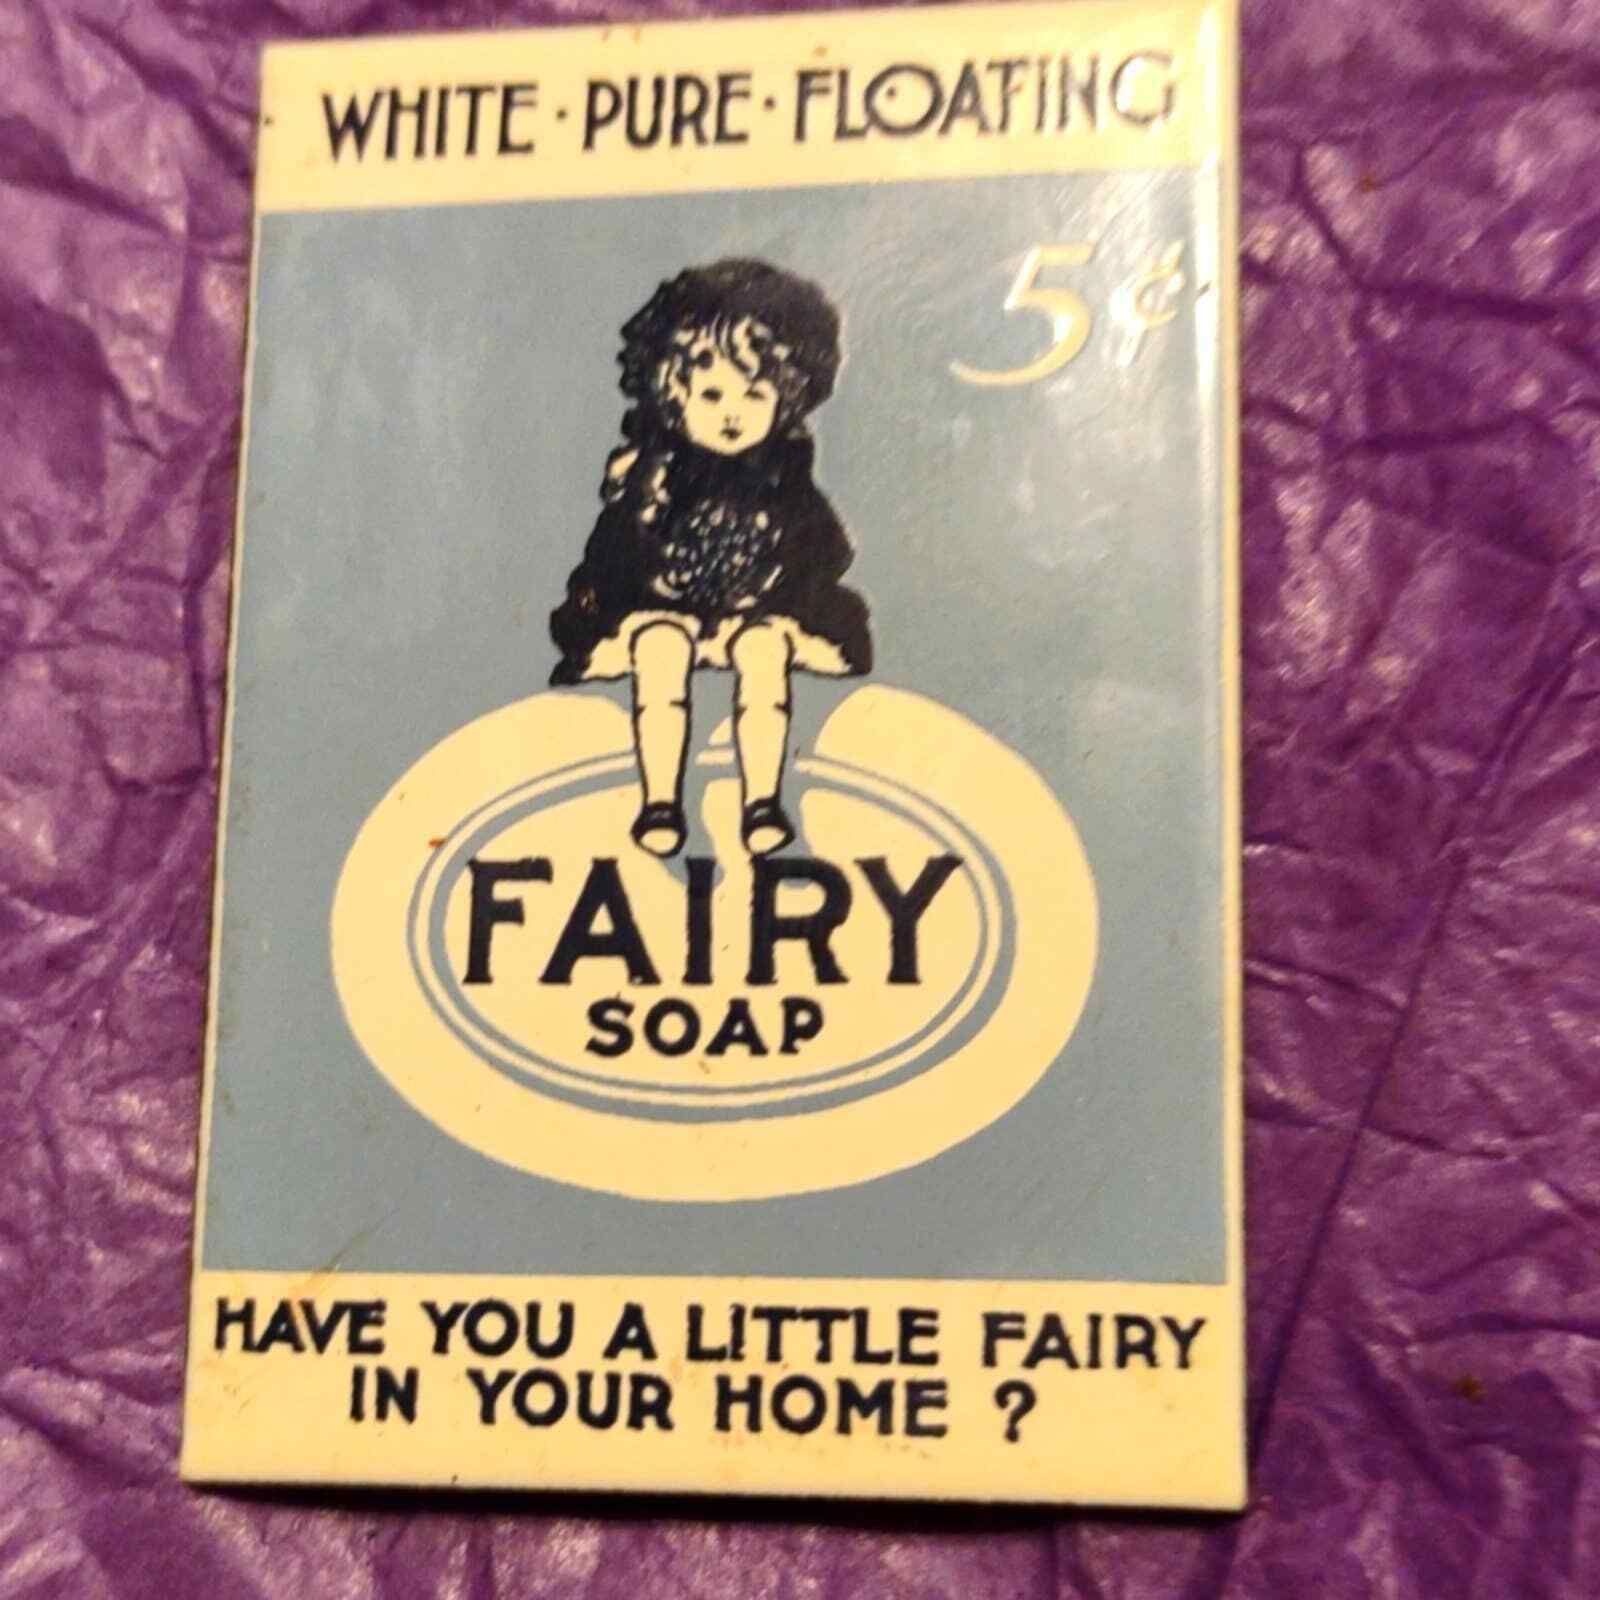 WHITE · PURE · FLOATING
5¢
FAIRY
SOAP
HAVE YOU A LITTLE FAIRY
IN YOUR HOME ?